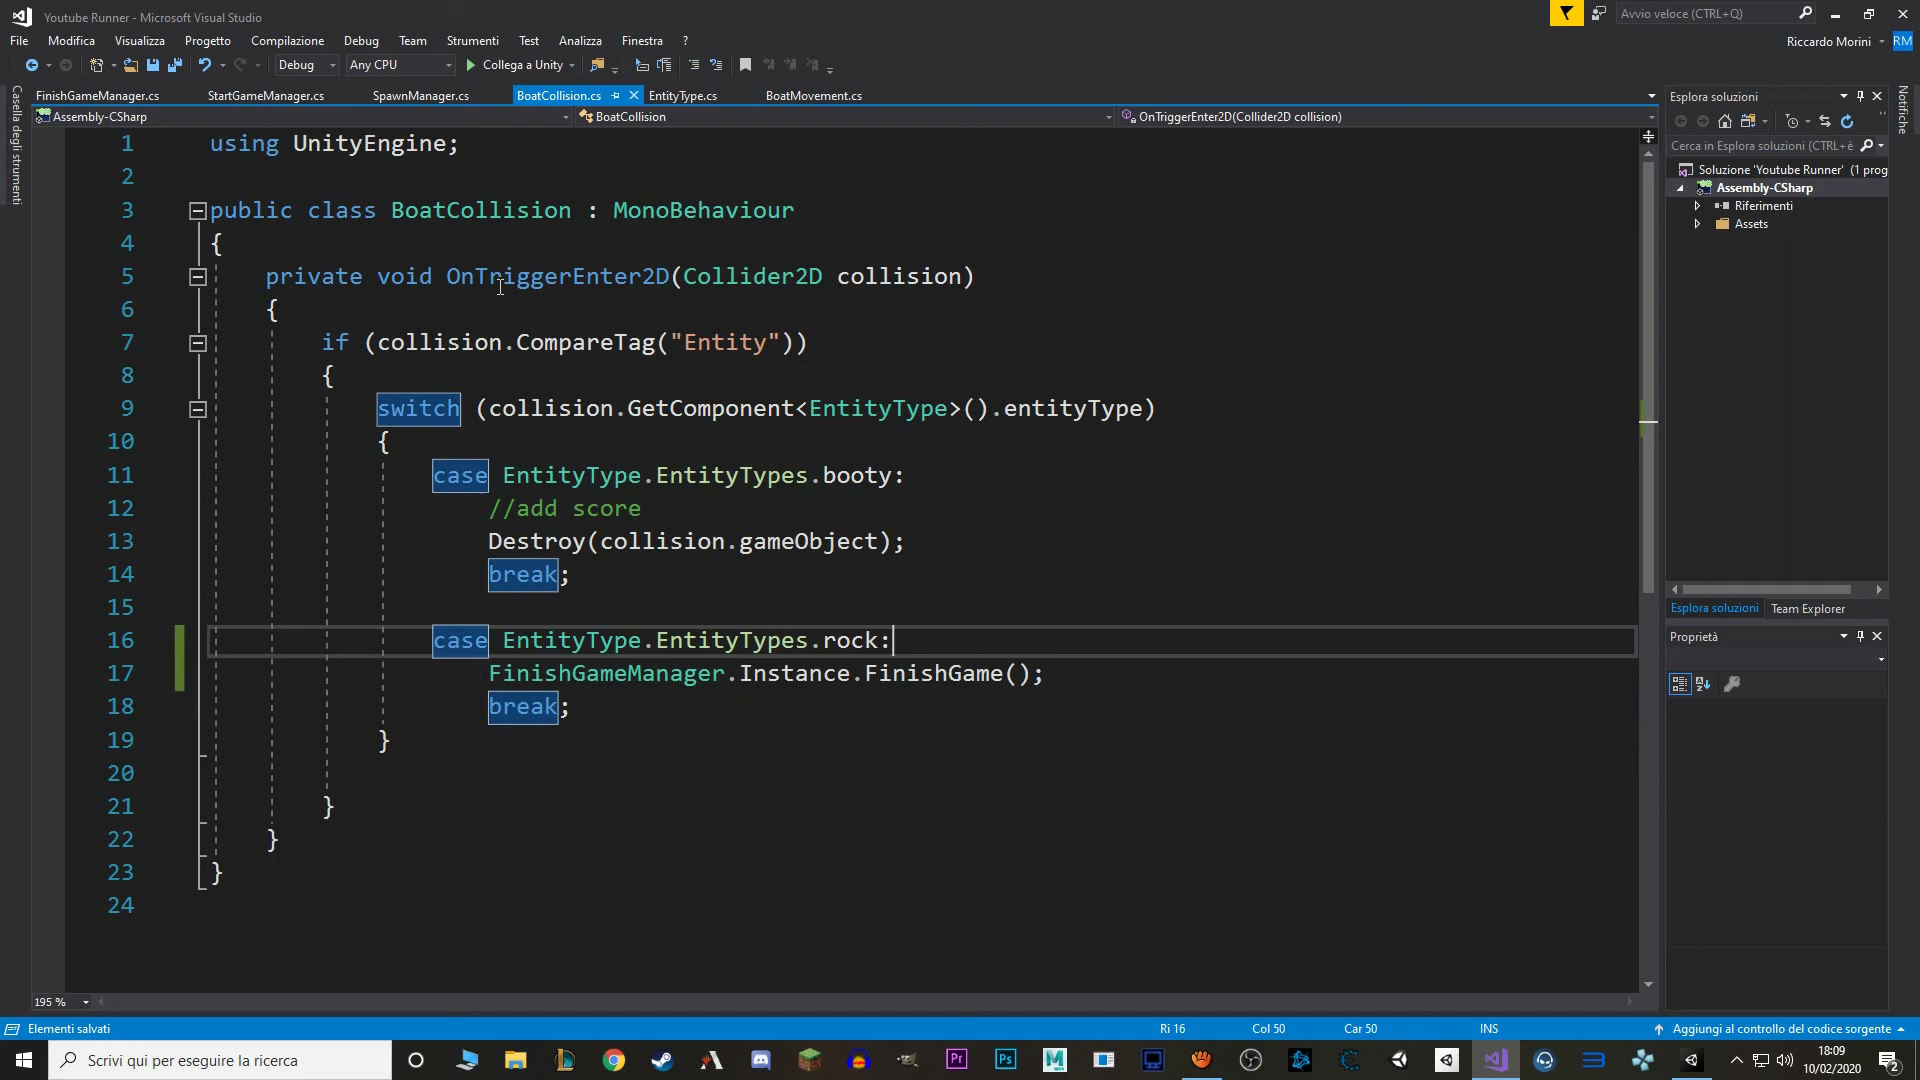 Youtube Runner - Microsoft Visual Studio
Avvio veloce (CTRL+Q)
File Modifica Visualizza Progetto Compilazione Debug Team Strumenti Test Analizza Finestra ?
Riccardo Morini RM
Debug Any CPU Collega a Unity
Casella degli strumenti
FinishGameManager.cs StartGameManager.cs SpawnManager.cs BoatCollision.cs EntityType.cs BoatMovement.cs
Assembly-CSharp BoatCollision OnTriggerEnter2D(Collider2D collision)
1 using UnityEngine;
2
3 public class BoatCollision : MonoBehaviour
4 {
5 private void OnTriggerEnter2D(Collider2D collision)
6 {
7 if (collision.CompareTag("Entity"))
8 {
9 switch (collision.GetComponent<EntityType>().entityType)
10 {
11 case EntityType.EntityTypes.booty:
12 //add score
13 Destroy(collision.gameObject);
14 break;
15
16 case EntityType.EntityTypes.rock:
17 FinishGameManager.Instance.FinishGame();
18 break;
19 }
20
21 }
22 }
23 }
24
195 %
Esplora soluzioni
Cerca in Esplora soluzioni (CTRL+è
Soluzione 'Youtube Runner' (1 prog
Assembly-CSharp
Riferimenti
Assets
Esplora soluzioni Team Explorer
Proprietà
Notifiche
Elementi salvati Ri 16 Col 50 Car 50 INS Aggiungi al controllo del codice sorgente
Scrivi qui per eseguire la ricerca
Pr Ps M
18:09
10/02/2020
2